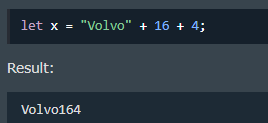 let x = "Volvo" + 16 + 4;
Result:
Volvo164